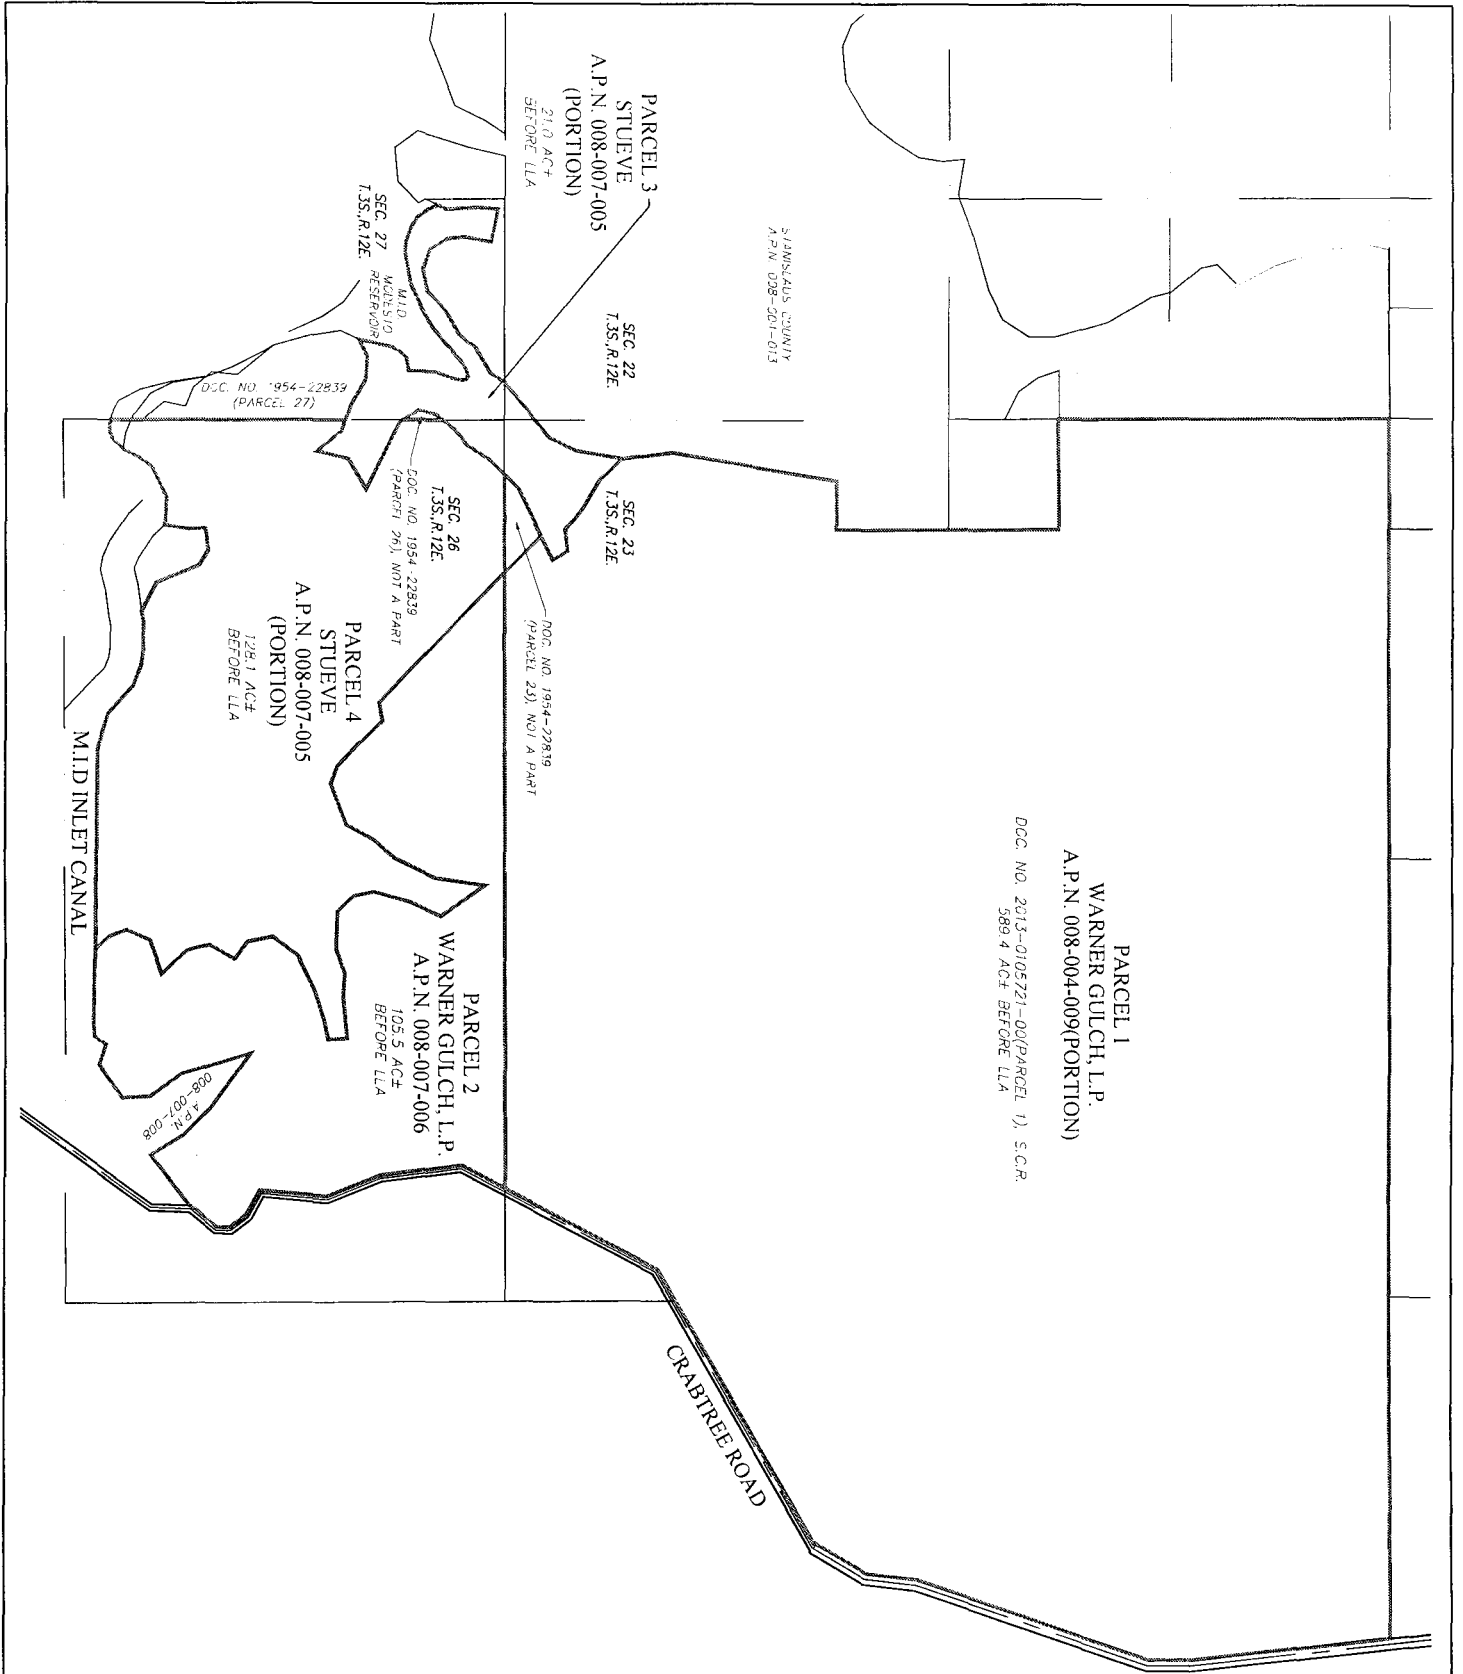 PARCEL 1
WARNER GULCH, L.P.
A.P.N. 008-004-009(PORTION)
DOC. NO. 2013-0105721-00(PARCEL 1), S.C.R.
589.4 AC± BEFORE LLA
STANISLAUS COUNTY
A.P.N. 008-001-013
PARCEL 3
STUEVE
A.P.N. 008-007-005
(PORTION)
21.0 AC±
BEFORE LLA
SEC. 22
T.3S.,R.12E.
SEC. 23
T.3S.,R.12E.
DOC. NO. 1954-22839
(PARCEL 23), NOT A PART
SEC. 27
T.3S.,R.12E.
M.I.D.
MODESTO
RESERVOIR
SEC. 26
T.3S.,R.12E.
DOC. NO. 1954-22839
(PARCEL 26), NOT A PART
DOC. NO. 1954-22839
(PARCEL 27)
PARCEL 4
STUEVE
A.P.N. 008-007-005
(PORTION)
128.1 AC±
BEFORE LLA
PARCEL 2
WARNER GULCH, L.P.
A.P.N. 008-007-006
105.5 AC±
BEFORE LLA
A.P.N.
008-007-008
M.I.D INLET CANAL
CRABTREE ROAD